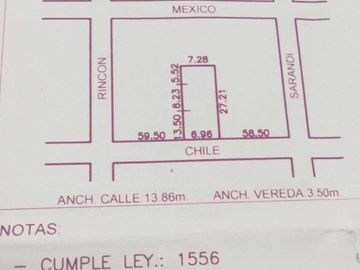 MEXICO
RINCON
SARANDI
7.28
5.52
8.23
13.50
27.21
59.50
6.96
58.50
CHILE
ANCH. CALLE:13.86m.
ANCH. VEREDA:3.50m.
NOTAS:
— CUMPLE LEY.: 1556